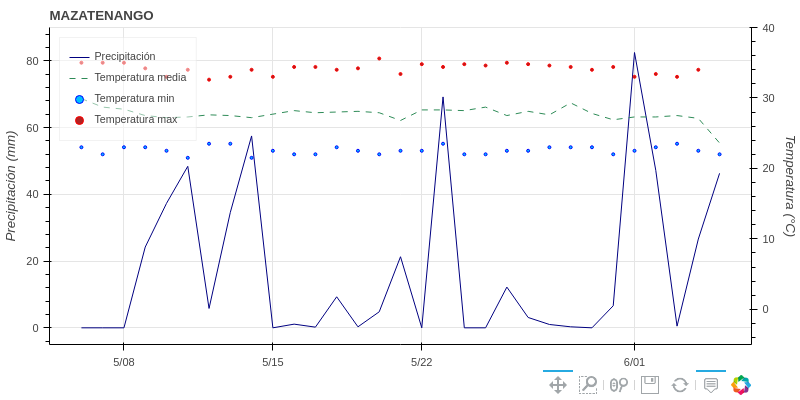 MAZATENANGO
Precipitación
Temperatura media
Temperatura min
Temperatura max
Precipitación (mm)
80
60
40
20
0
Temperatura (°C)
40
30
20
10
0
5/08 5/15 5/22 6/01